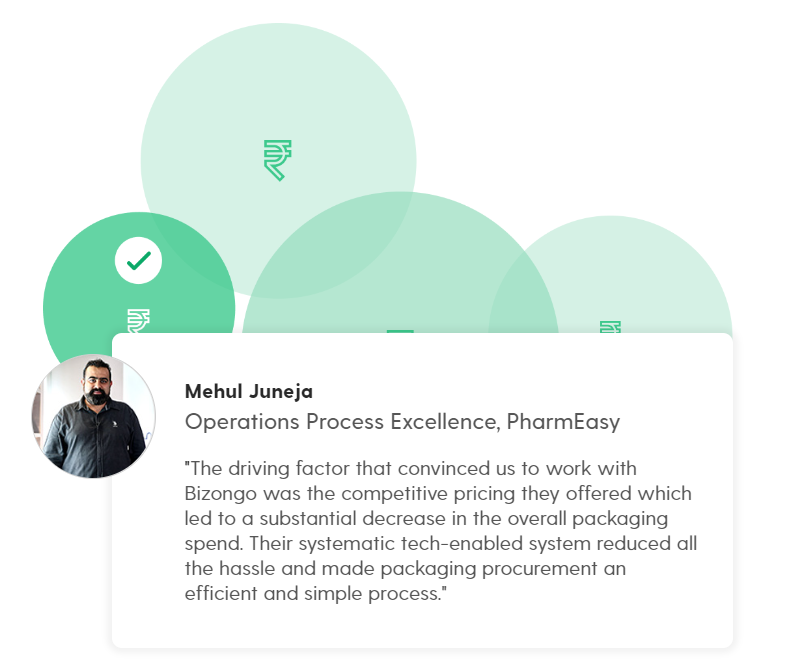 ₹
₹
₹
Mehul Juneja
Operations Process Excellence, PharmEasy
"The driving factor that convinced us to work with
Bizongo was the competitive pricing they offered which
led to a substantial decrease in the overall packaging
spend. Their systematic tech-enabled system reduced all
the hassle and made packaging procurement an
efficient and simple process."